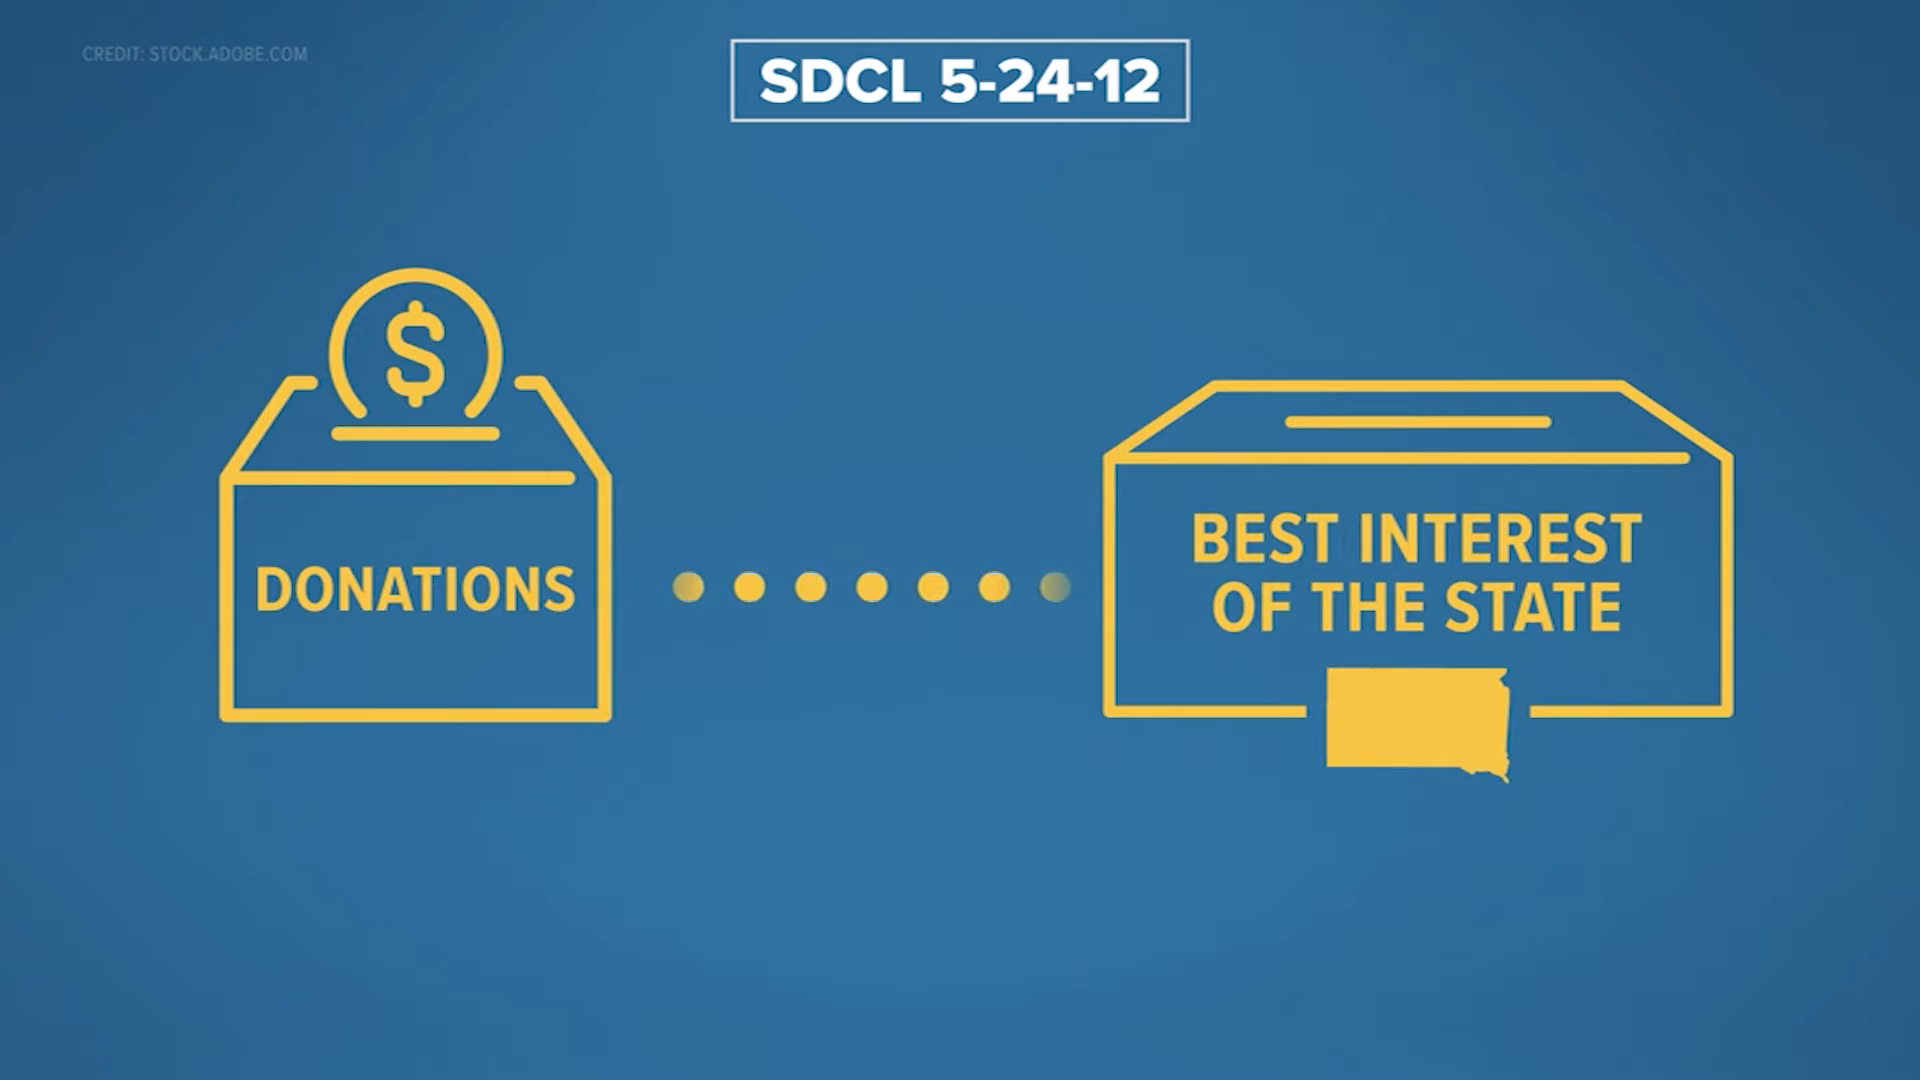 CREDIT: STOCK.ADOBE.COM
SDCL 5-24-12
$
DONATIONS
BEST INTEREST
OF THE STATE